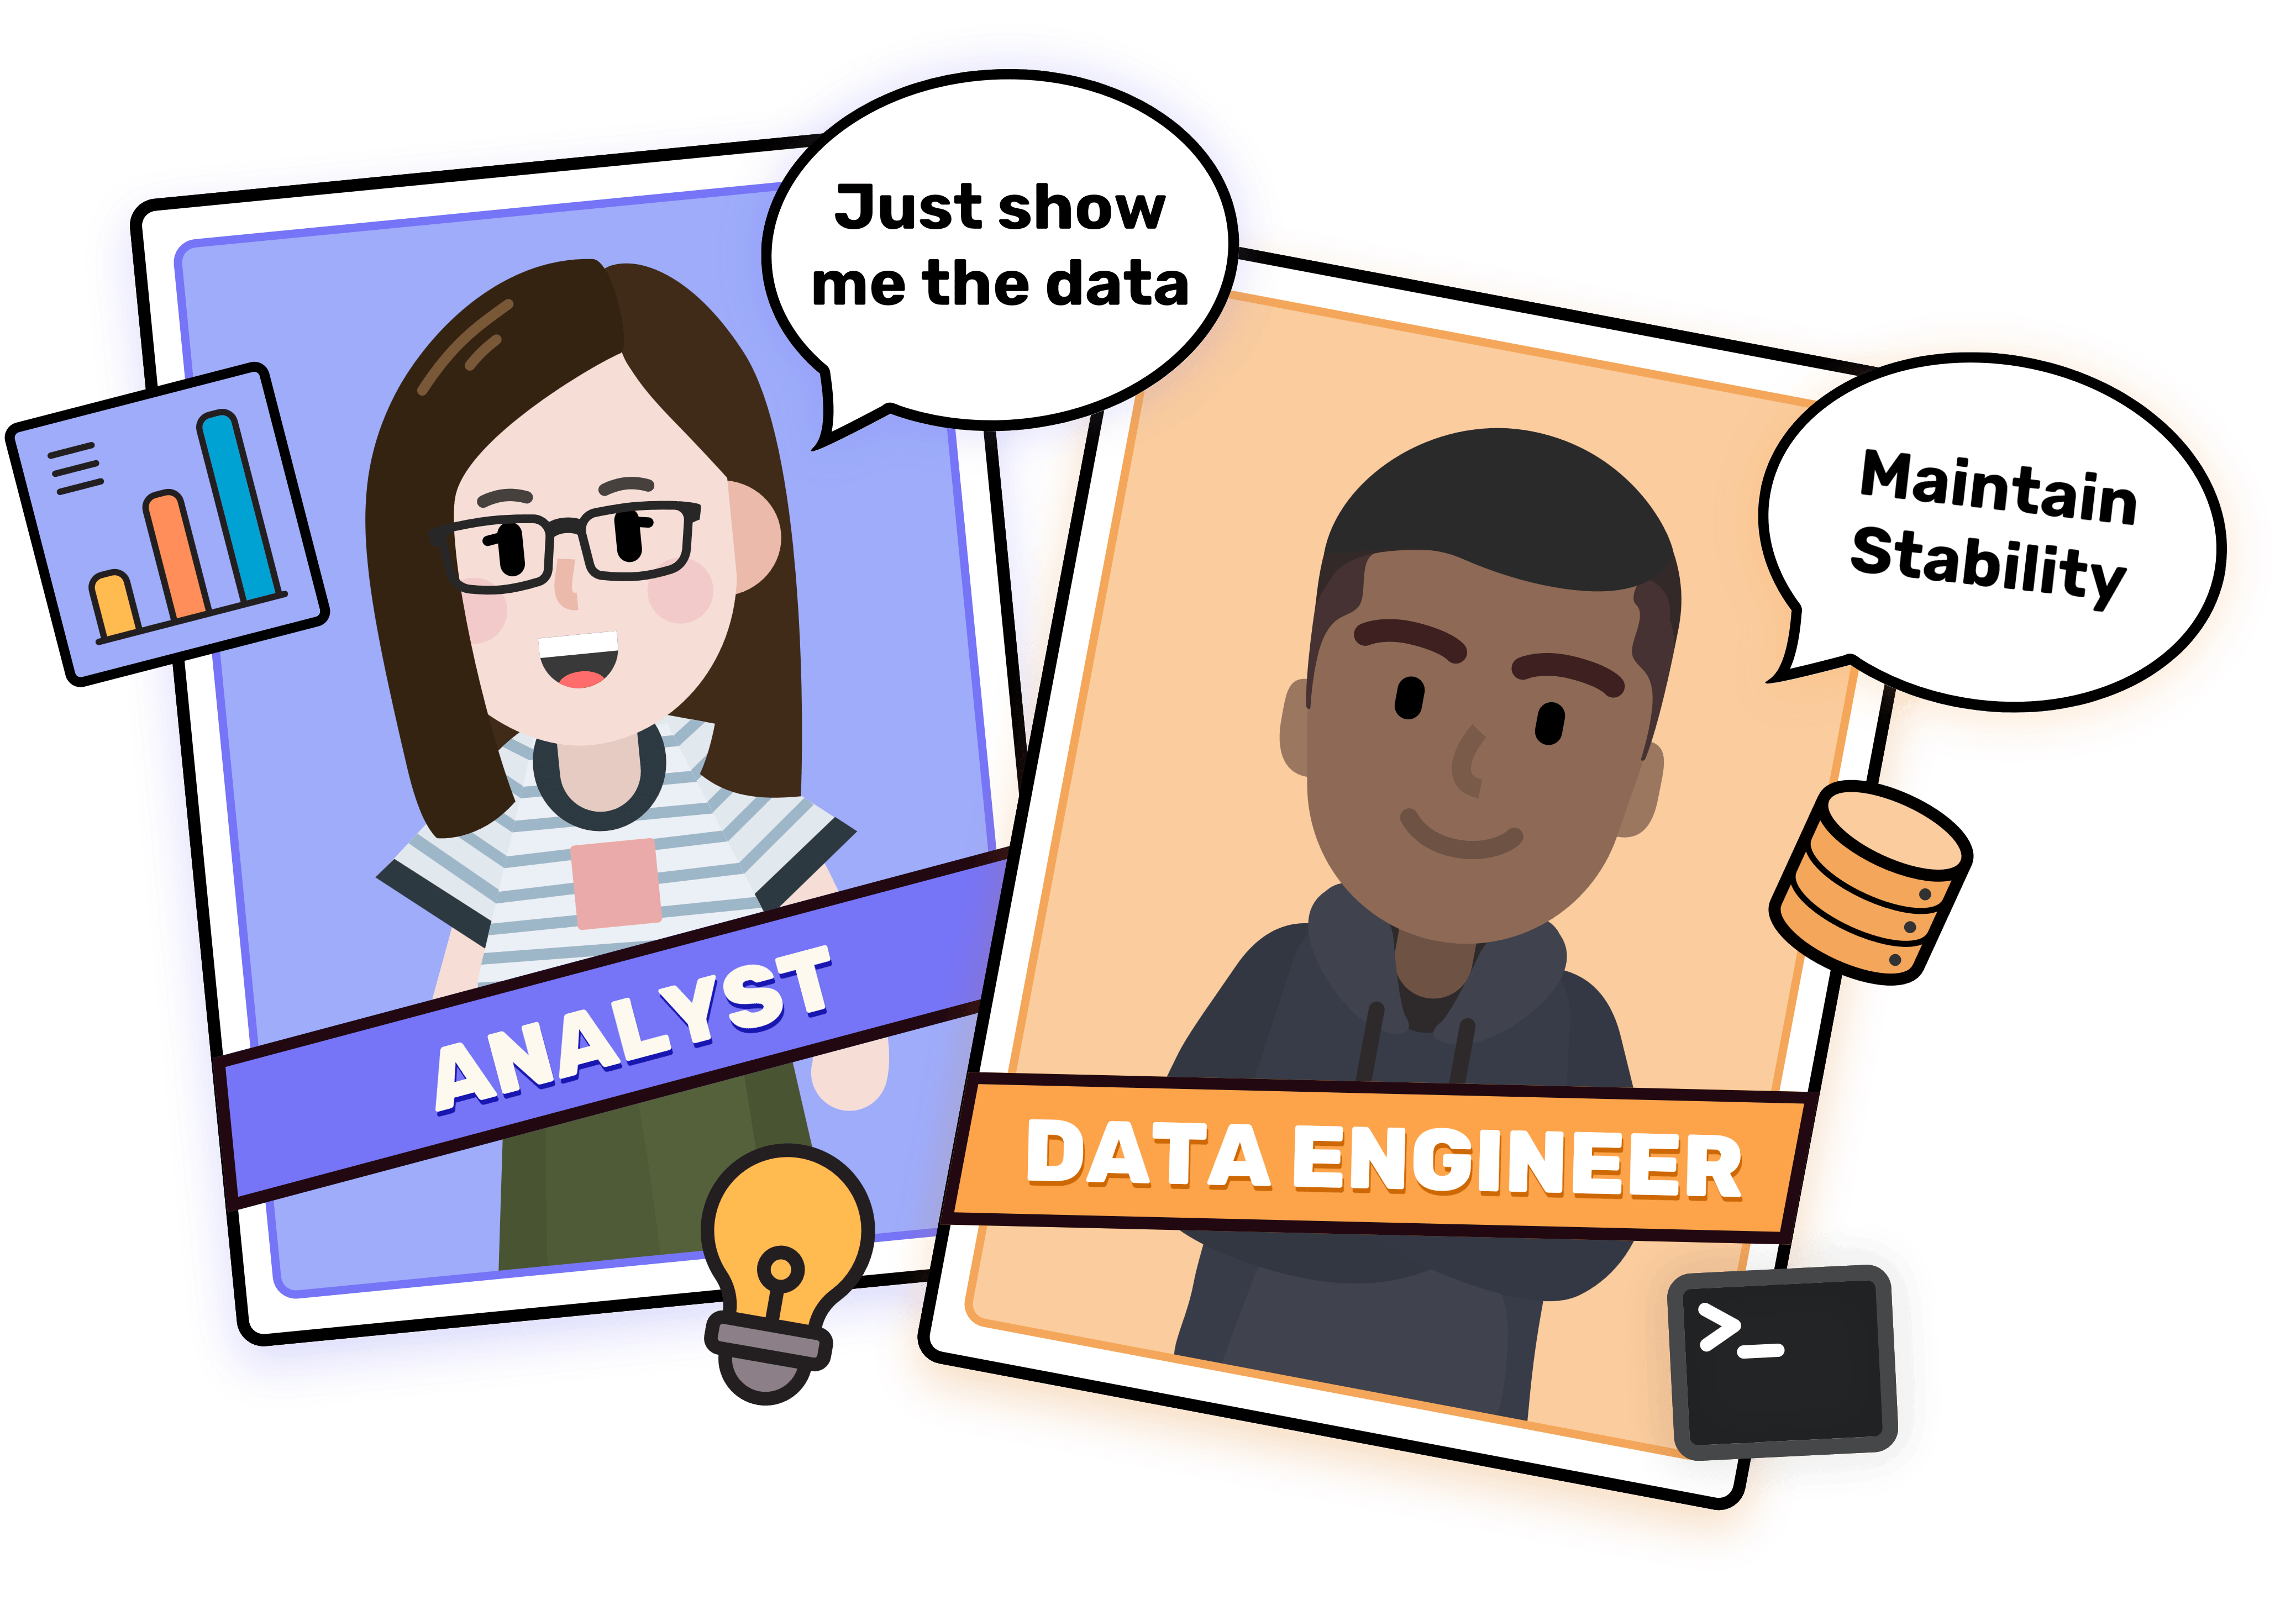 Just show
me the data
Maintain
Stability
ANALYST
DATA ENGINEER
>_